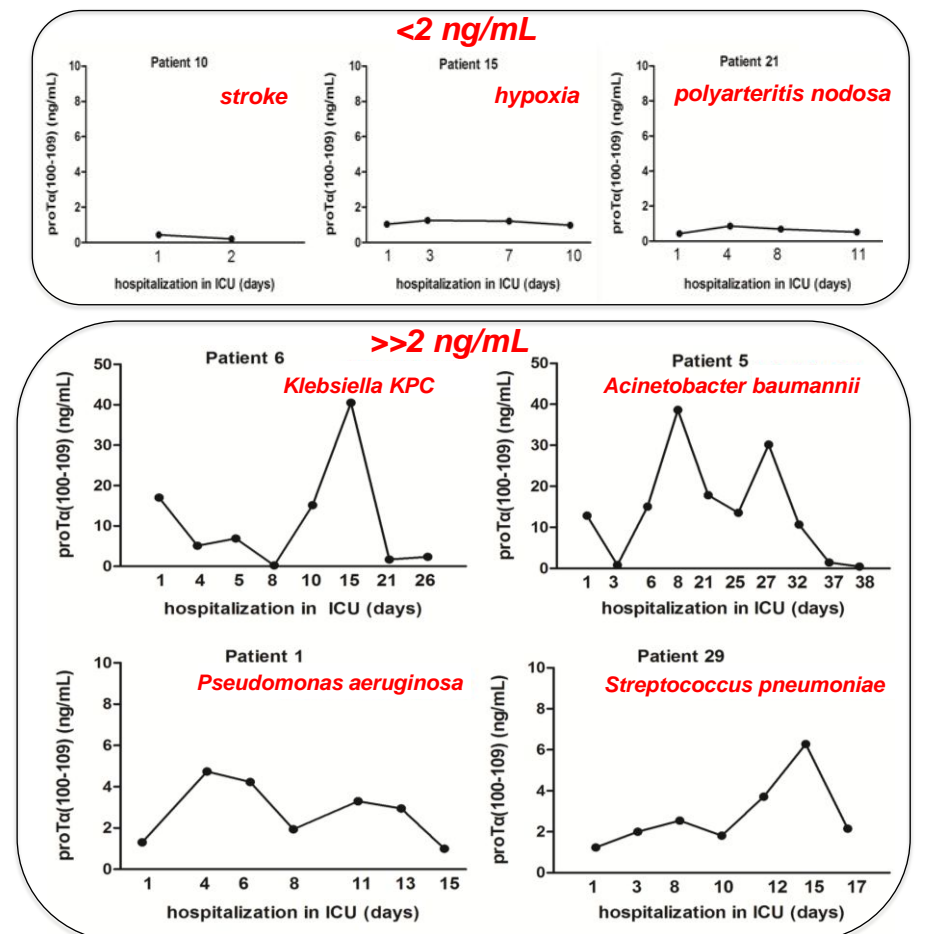 <2 ng/mL
Patient 10
stroke
proTα(100-109) (ng/mL)
10
8
6
4
2
0
1 2
hospitalization in ICU (days)
Patient 15
hypoxia
proTα(100-109) (ng/mL)
10
8
6
4
2
0
1 3 7 10
hospitalization in ICU (days)
Patient 21
polyarteritis nodosa
proTα(100-109) (ng/mL)
10
8
6
4
2
0
1 4 8 11
hospitalization in ICU (days)
>>2 ng/mL
Patient 6
Klebsiella KPC
proTα(100-109) (ng/mL)
50
40
30
20
10
0
1 4 5 8 10 15 21 26
hospitalization in ICU (days)
Patient 5
Acinetobacter baumannii
proTα(100-109) (ng/mL)
50
40
30
20
10
0
1 3 6 8 21 25 27 32 37 38
hospitalization in ICU (days)
Patient 1
Pseudomonas aeruginosa
proTα(100-109) (ng/mL)
10
8
6
4
2
0
1 4 6 8 11 13 15
hospitalization in ICU (days)
Patient 29
Streptococcus pneumoniae
proTα(100-109) (ng/mL)
10
8
6
4
2
0
1 3 8 10 12 15 17
hospitalization in ICU (days)